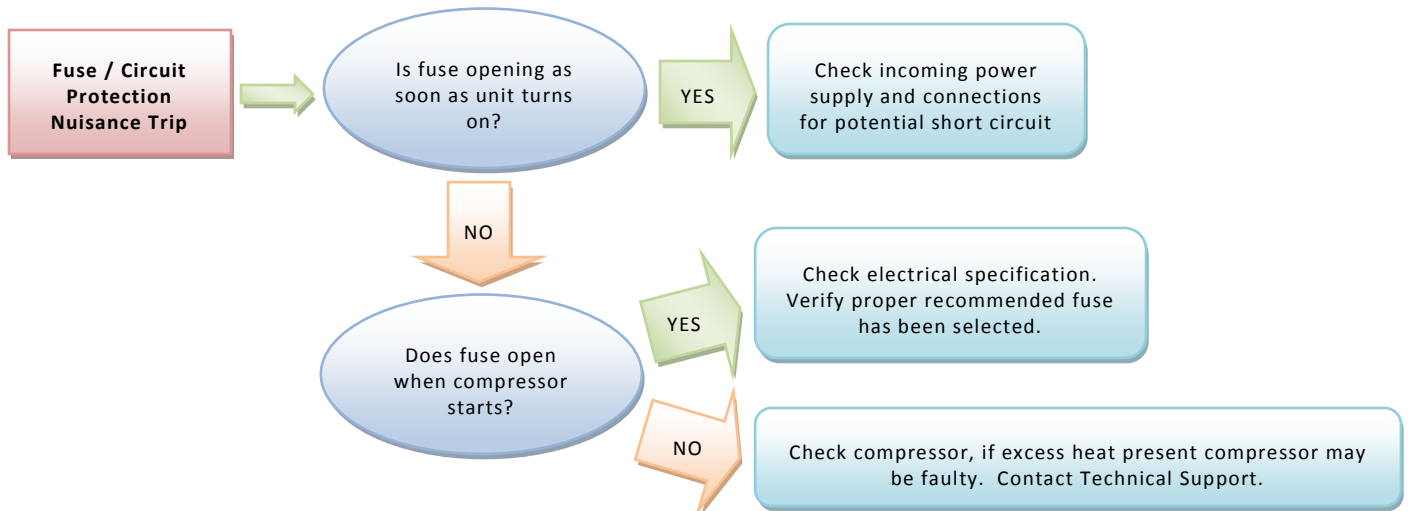 Fuse / Circuit
Protection
Nuisance Trip
Is fuse opening as
soon as unit turns
on?
YES
Check incoming power
supply and connections
for potential short circuit
NO
Does fuse open
when compressor
starts?
YES
Check electrical specification.
Verify proper recommended fuse
has been selected.
NO
Check compressor, if excess heat present compressor may
be faulty.  Contact Technical Support.